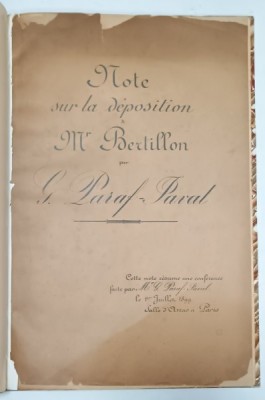 Note
sur la déposition
de
Mr Bertillon
par
G. Paraf-Javal
Cette note résume une conférence
faite par Mr G. Paraf-Javal
le 1er Juillet 1899
Salle d'Arras à Paris